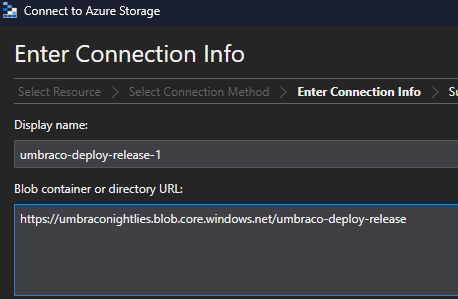 Connect to Azure Storage
Enter Connection Info
Select Resource > Select Connection Method > Enter Connection Info >
Display name:
umbraco-deploy-release-1
Blob container or directory URL:
https://umbraconightlies.blob.core.windows.net/umbraco-deploy-release